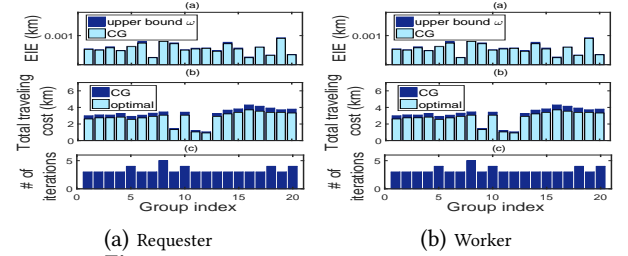 (a)
EIE (km)
0.001
upper bound ω
CG
(b)
Total traveling
cost (km)
6
4
2
0
CG
optimal
(c)
# of
iterations
5
0
0 5 10 15 20
Group index
(a) Requester
(a)
EIE (km)
0.001
upper bound ω
CG
(b)
Total traveling
cost (km)
6
4
2
0
CG
optimal
(c)
# of
iterations
5
0
0 5 10 15 20
Group index
(b) Worker